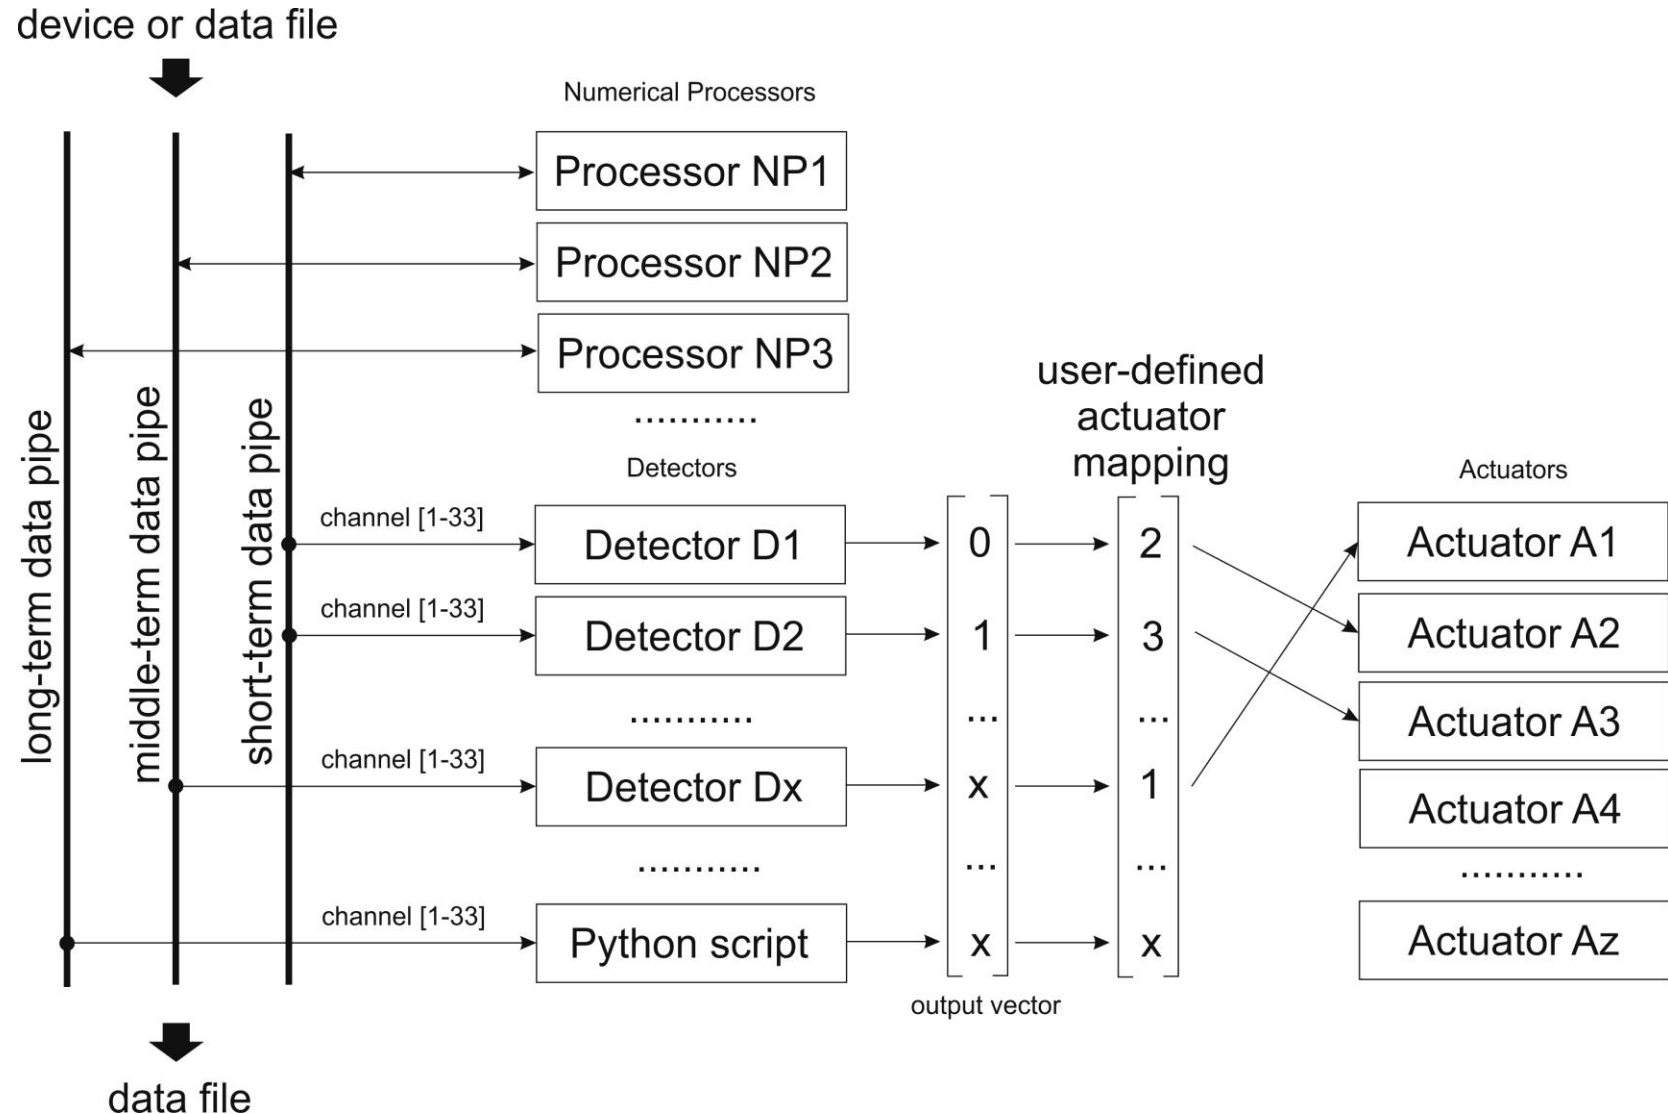 device or data file
Numerical Processors
Processor NP1
Processor NP2
Processor NP3
...........
long-term data pipe
middle-term data pipe
short-term data pipe
user-defined
actuator
mapping
Detectors
Actuators
channel [1-33]
Detector D1
0
2
Actuator A1
channel [1-33]
Detector D2
1
3
Actuator A2
...........
...
...
Actuator A3
channel [1-33]
Detector Dx
x
1
Actuator A4
...........
...
...
...........
channel [1-33]
Python script
x
x
Actuator Az
output vector
data file